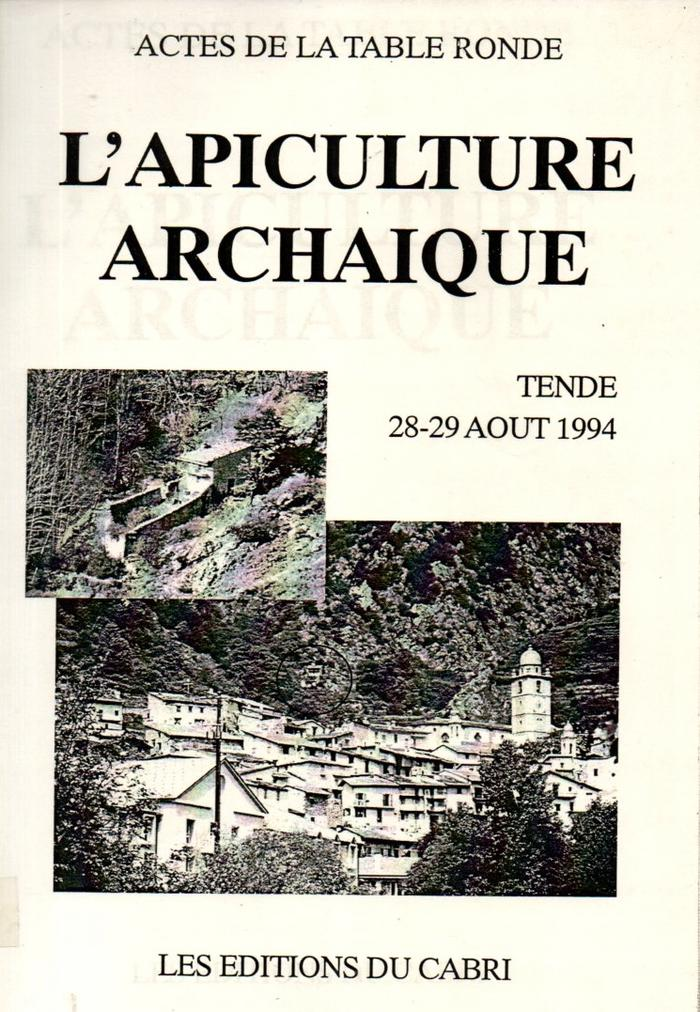 ACTES DE LA TABLE RONDE
L'APICULTURE
ARCHAIQUE
TENDE
28-29 AOUT 1994
LES EDITIONS DU CABRI